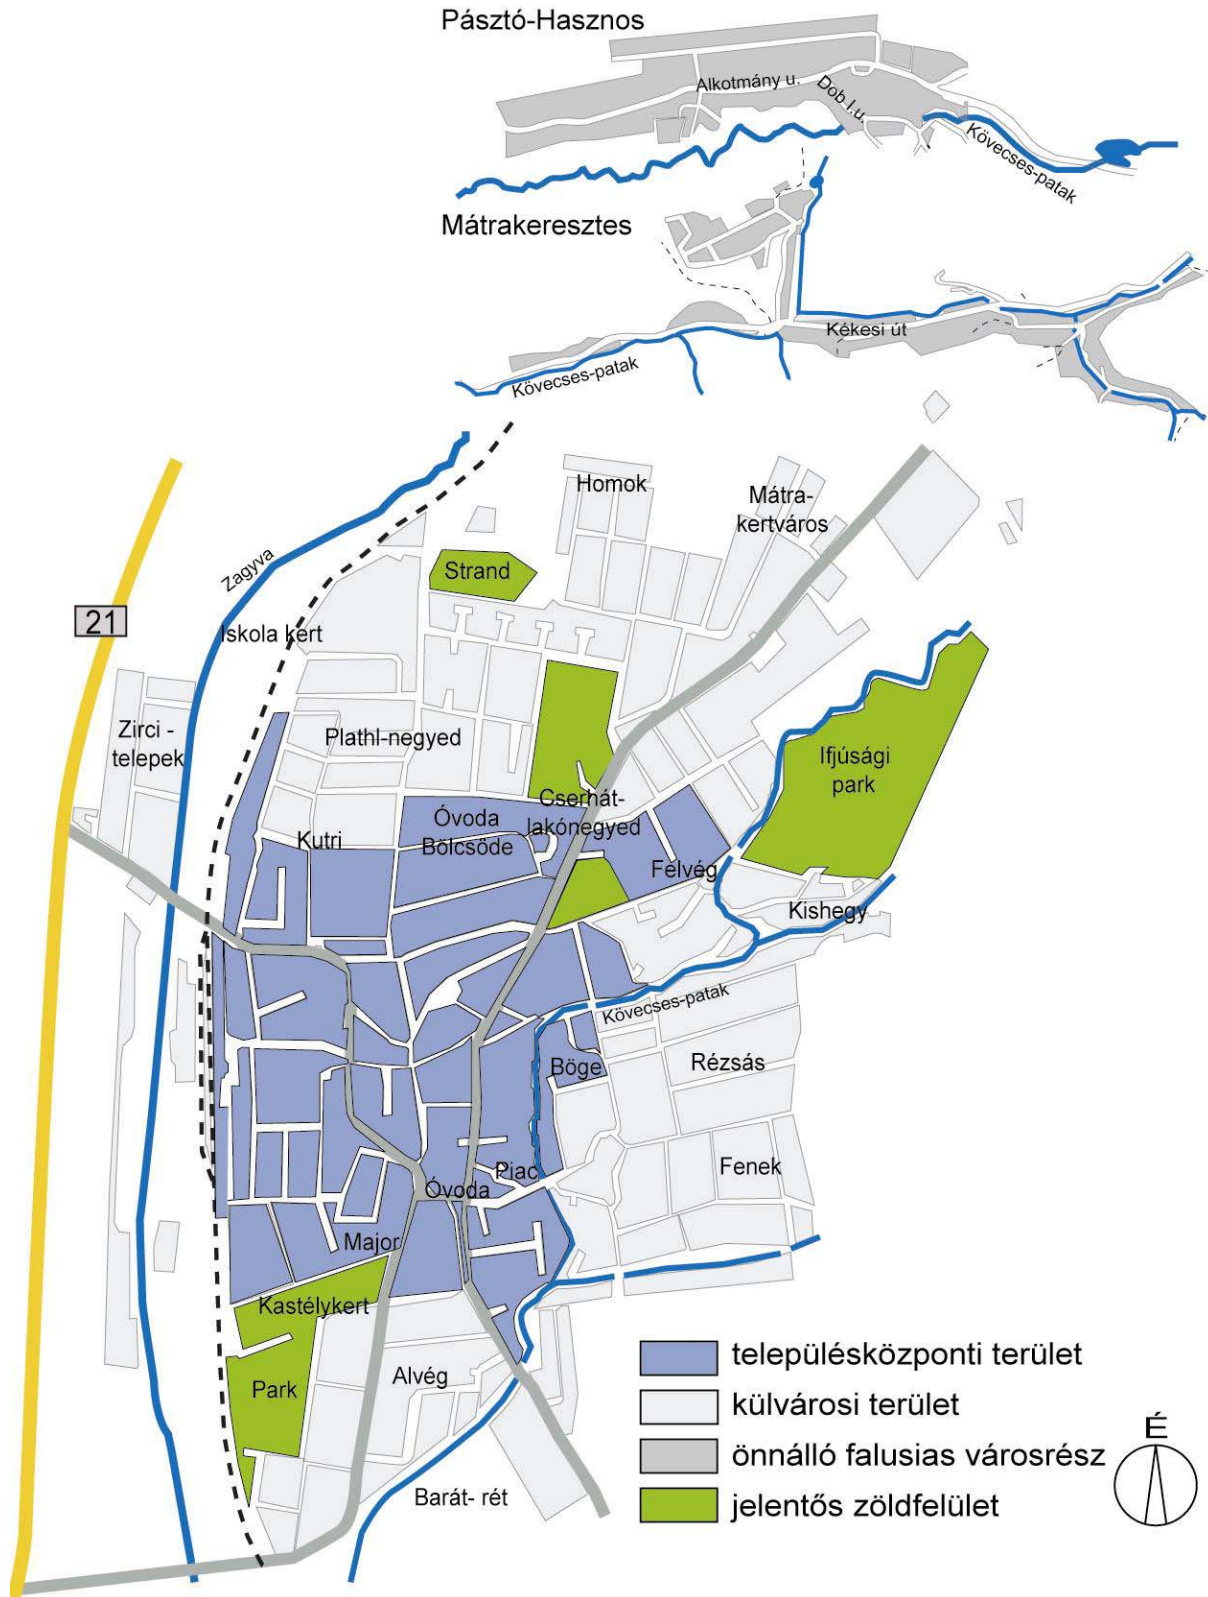 Pásztó-Hasznos
Alkotmány u.
Dob I.u.
Kövecses-patak
Mátrakeresztes
Kékesi út
Kövecses-patak
Homok
Mátra-
kertváros
Zagyva
Strand
21
Iskola kert
Zirci -
telepek
Plathl-negyed
Ifjúsági
park
Cserhát-
lakónegyed
Óvoda
Bölcsöde
Kutri
Felvég
Kishegy
Kövecses-patak
Böge
Rézsás
Piac
Fenek
Óvoda
Major
Kastélykert
Park
Alvég
Barát- rét
településközponti terület
külvárosi terület
önnálló falusias városrész
jelentős zöldfelület
É